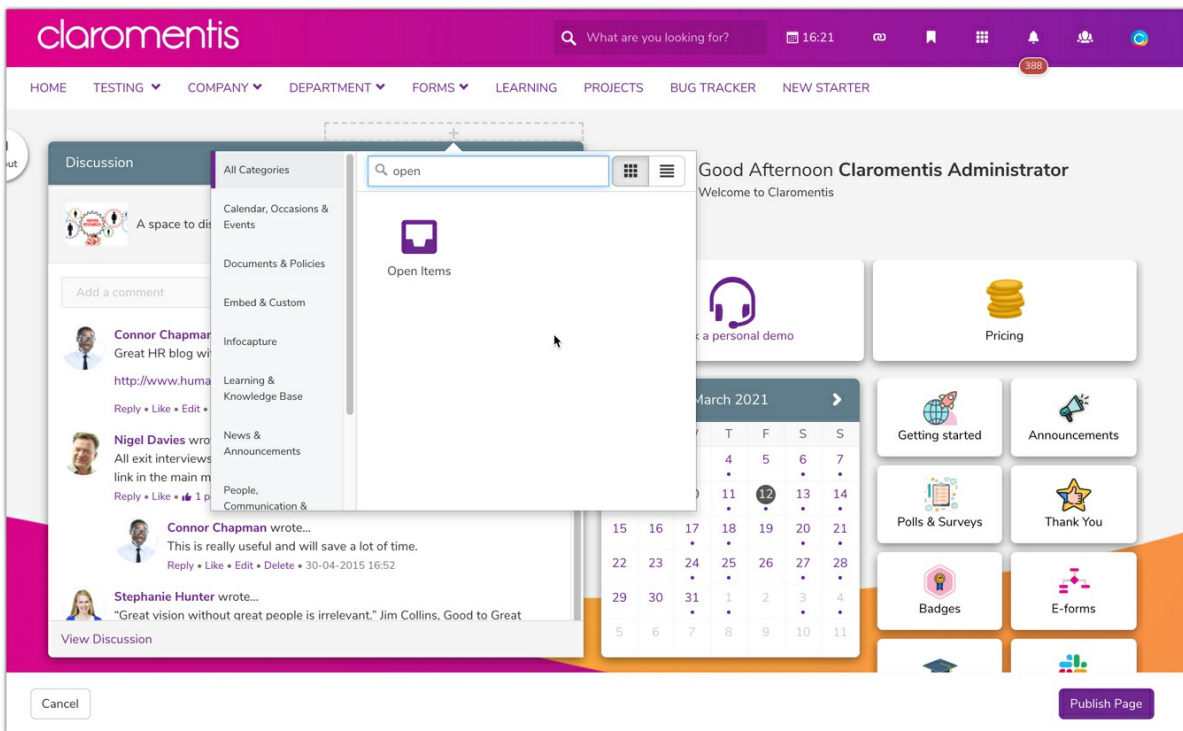 claromentis
What are you looking for?
16:21
388
HOME TESTING COMPANY DEPARTMENT FORMS LEARNING PROJECTS BUG TRACKER NEW STARTER
ut
Discussion
A space to dis
Add a comment
Connor Chapman
Great HR blog wi
http://www.huma
Reply • Like • Edit •
Nigel Davies wro
All exit interviews
link in the main m
Reply • Like • 1 p
Connor Chapman wrote...
This is really useful and will save a lot of time.
Reply • Like • Edit • Delete • 30-04-2015 16:52
Stephanie Hunter wrote...
“Great vision without great people is irrelevant.” Jim Collins, Good to Great
View Discussion
All Categories
Calendar, Occasions &
Events
Documents & Policies
Embed & Custom
Infocapture
Learning &
Knowledge Base
News &
Announcements
People,
Communication &
open
Open Items
Good Afternoon Claromentis Administrator
Welcome to Claromentis
a personal demo
Pricing
March 2021
T F S S
4 5 6 7
11 12 13 14
15 16 17 18 19 20 21
22 23 24 25 26 27 28
29 30 31 1 2 3 4
5 6 7 8 9 10 11
Getting started
Announcements
Polls & Surveys
Thank You
Badges
E-forms
Cancel
Publish Page